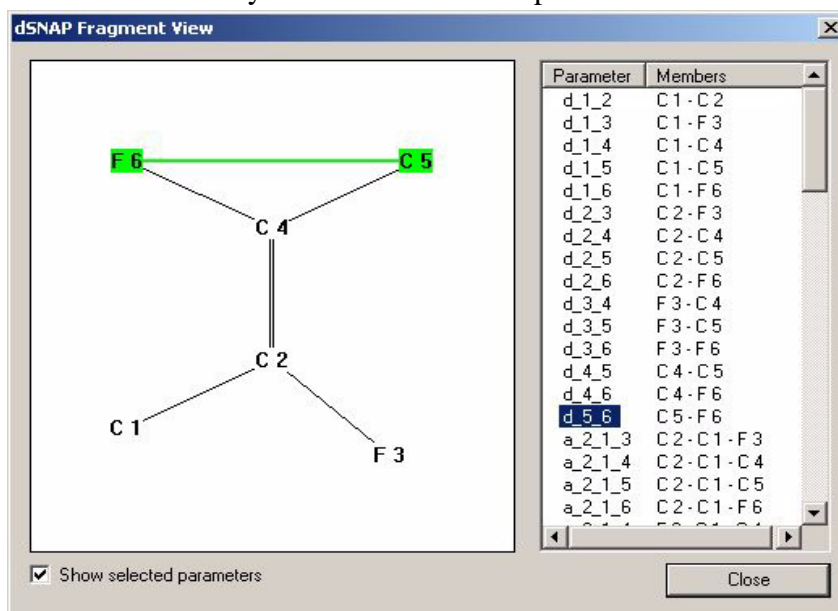 dSNAP Fragment View
F 6
C 5
C 4
C 2
C 1
F 3
Parameter Members
d_1_2 C 1 - C 2
d_1_3 C 1 - F 3
d_1_4 C 1 - C 4
d_1_5 C 1 - C 5
d_1_6 C 1 - F 6
d_2_3 C 2 - F 3
d_2_4 C 2 - C 4
d_2_5 C 2 - C 5
d_2_6 C 2 - F 6
d_3_4 F 3 - C 4
d_3_5 F 3 - C 5
d_3_6 F 3 - F 6
d_4_5 C 4 - C 5
d_4_6 C 4 - F 6
d_5_6 C 5 - F 6
a_2_1_3 C 2 - C 1 - F 3
a_2_1_4 C 2 - C 1 - C 4
a_2_1_5 C 2 - C 1 - C 5
a_2_1_6 C 2 - C 1 - F 6
Show selected parameters
Close